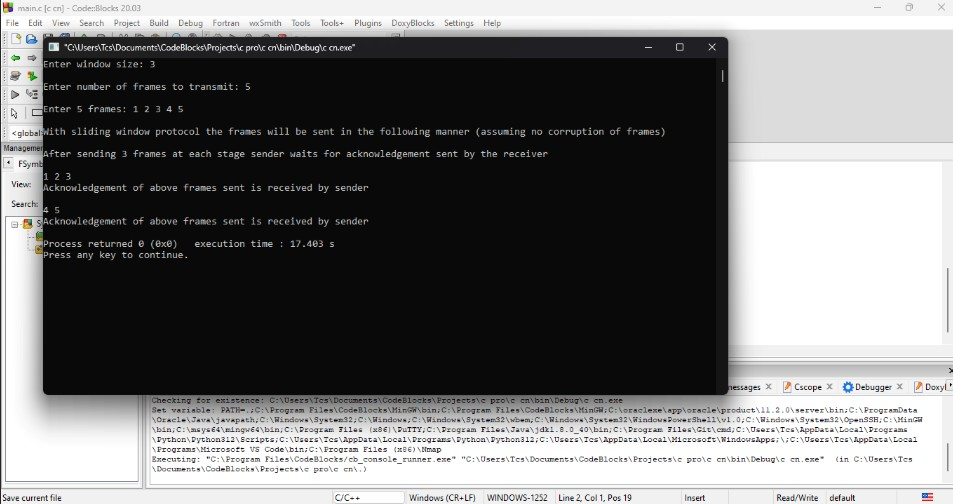 main.c [c cn] - Code::Blocks 20.03
File Edit View Search Project Build Debug Fortran wxSmith Tools Tools+ Plugins DoxyBlocks Settings Help
"C:\Users\Tcs\Documents\CodeBlocks\Projects\c pro\c cn\bin\Debug\c cn.exe"
Enter window size: 3
Enter number of frames to transmit: 5
Enter 5 frames: 1 2 3 4 5
With sliding window protocol the frames will be sent in the following manner (assuming no corruption of frames)
After sending 3 frames at each stage sender waits for acknowledgement sent by the receiver
1 2 3
Acknowledgement of above frames sent is received by sender
4 5
Acknowledgement of above frames sent is received by sender
Process returned 0 (0x0) execution time : 17.403 s
Press any key to continue.
<global
Managemen
FSymb
View:
Search:
Sy
essages
Cscope
Debugger
Doxy
Checking for existence: C:\Users\Tcs\Documents\CodeBlocks\Projects\c pro\c cn\bin\Debug\c cn.exe
Set variable: PATH=.;C:\Program Files\CodeBlocks\MinGW\bin;C:\Program Files\CodeBlocks\MinGW;C:\oraclexe\app\oracle\product\11.2.0\server\bin;C:\ProgramData
\Oracle\Java\javapath;C:\Windows\System32;C:\Windows;C:\Windows\System32\wbem;C:\Windows\System32\WindowsPowerShell\v1.0;C:\Windows\System32\OpenSSH;C:\MinGW
\bin;C:\msys64\mingw64\bin;C:\Program Files (x86)\PuTTY;C:\Program Files\Java\jdk1.8.0_40\bin;C:\Program Files\Git\cmd;C:\Users\Tcs\AppData\Local\Programs
\Python\Python312\Scripts;C:\Users\Tcs\AppData\Local\Programs\Python\Python312;C:\Users\Tcs\AppData\Local\Microsoft\WindowsApps;\;C:\Users\Tcs\AppData\Local
\Programs\Microsoft VS Code\bin;C:\Program Files (x86)\Nmap
Executing: "C:\Program Files\CodeBlocks/cb_console_runner.exe" "C:\Users\Tcs\Documents\CodeBlocks\Projects\c pro\c cn\bin\Debug\c cn.exe" (in C:\Users\Tcs
\Documents\CodeBlocks\Projects\c pro\c cn\.)
Save current file
C/C++
Windows (CR+LF)
WINDOWS-1252
Line 2, Col 1, Pos 19
Insert
Read/Write
default